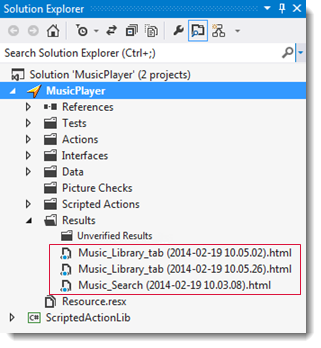 Solution Explorer
Search Solution Explorer (Ctrl+;)
Solution 'MusicPlayer' (2 projects)
MusicPlayer
References
Tests
Actions
Interfaces
Data
Picture Checks
Scripted Actions
Results
Unverified Results
Music_Library_tab (2014-02-19 10.05.02).html
Music_Library_tab (2014-02-19 10.05.26).html
Music_Search (2014-02-19 10.03.08).html
Resource.resx
C# ScriptedActionLib